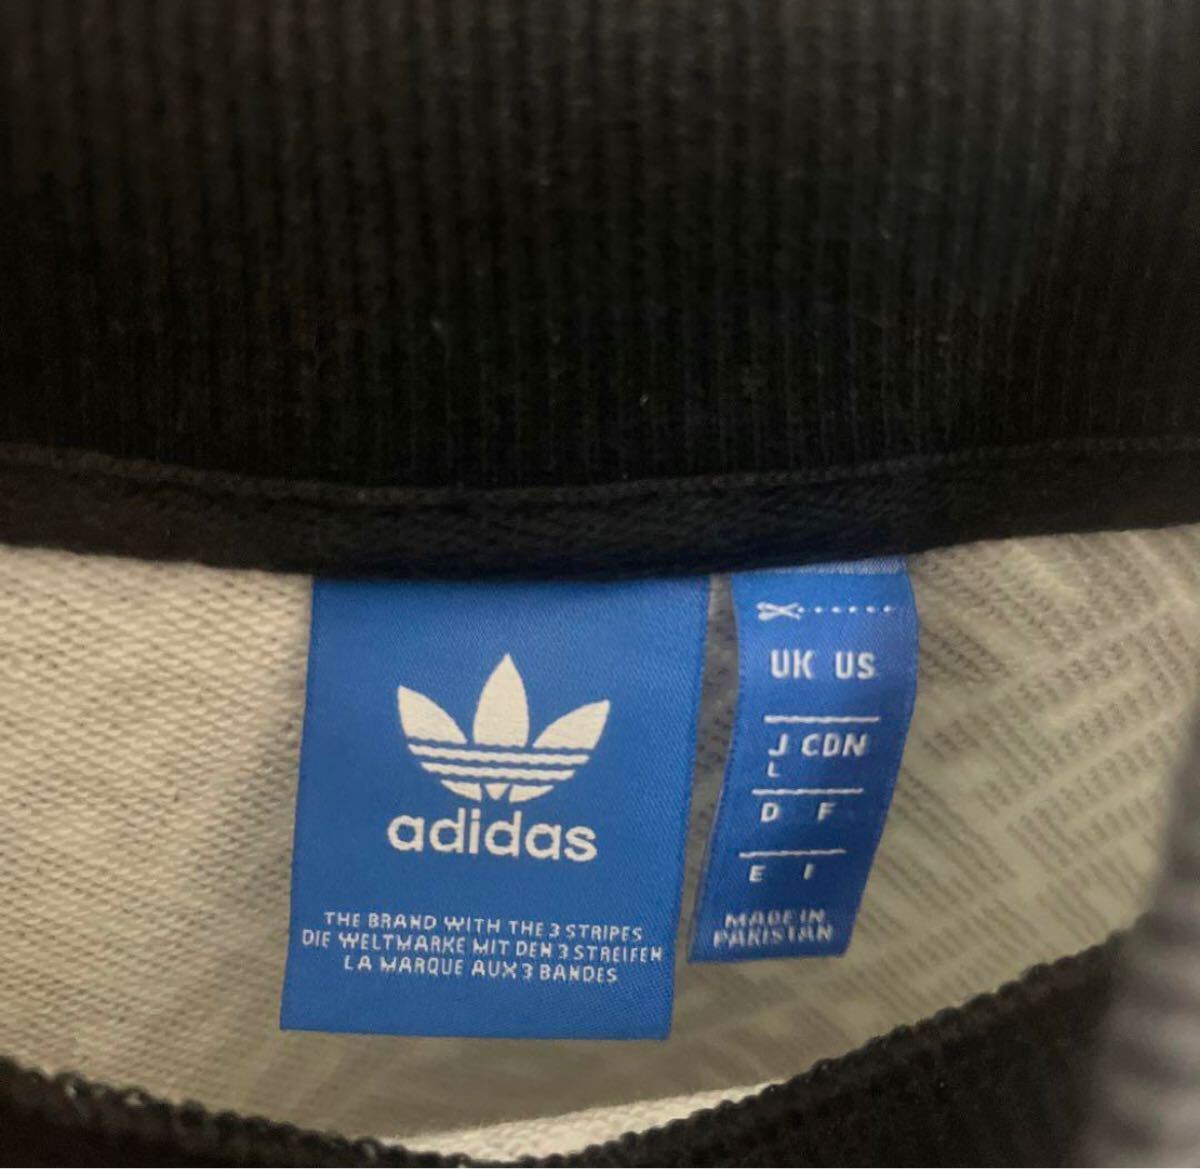 adidas
THE BRAND WITH THE 3 STRIPES
DIE WELTMARKE MIT DEN 3 STREIFEN
LA MARQUE AUX 3 BANDES
UK US
J CDN
L
D F
E I
MADE IN
PAKISTAN